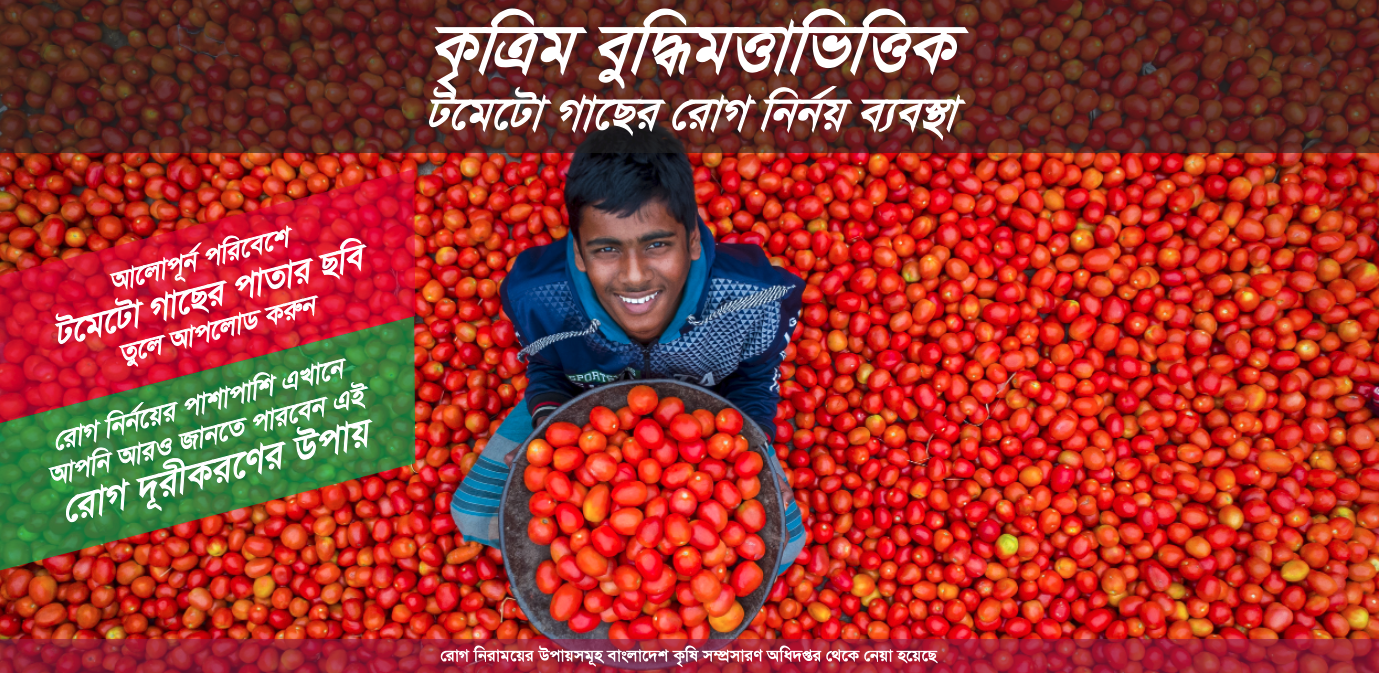 কৃত্রিম বুদ্ধিমত্তাভিত্তিক
টমেটো গাছের রোগ নির্নয় ব্যবস্থা
আলোপূর্ন পরিবেশে
টমেটো গাছের পাতার ছবি
তুলে আপলোড করুন
রোগ নির্নয়ের পাশাপাশি এখানে
আপনি আরও জানতে পারবেন এই
রোগ দূরীকরণের উপায়
SPORTS
রোগ নিরাময়ের উপায়সমূহ বাংলাদেশ কৃষি সম্প্রসারণ অধিদপ্তর থেকে নেয়া হয়েছে